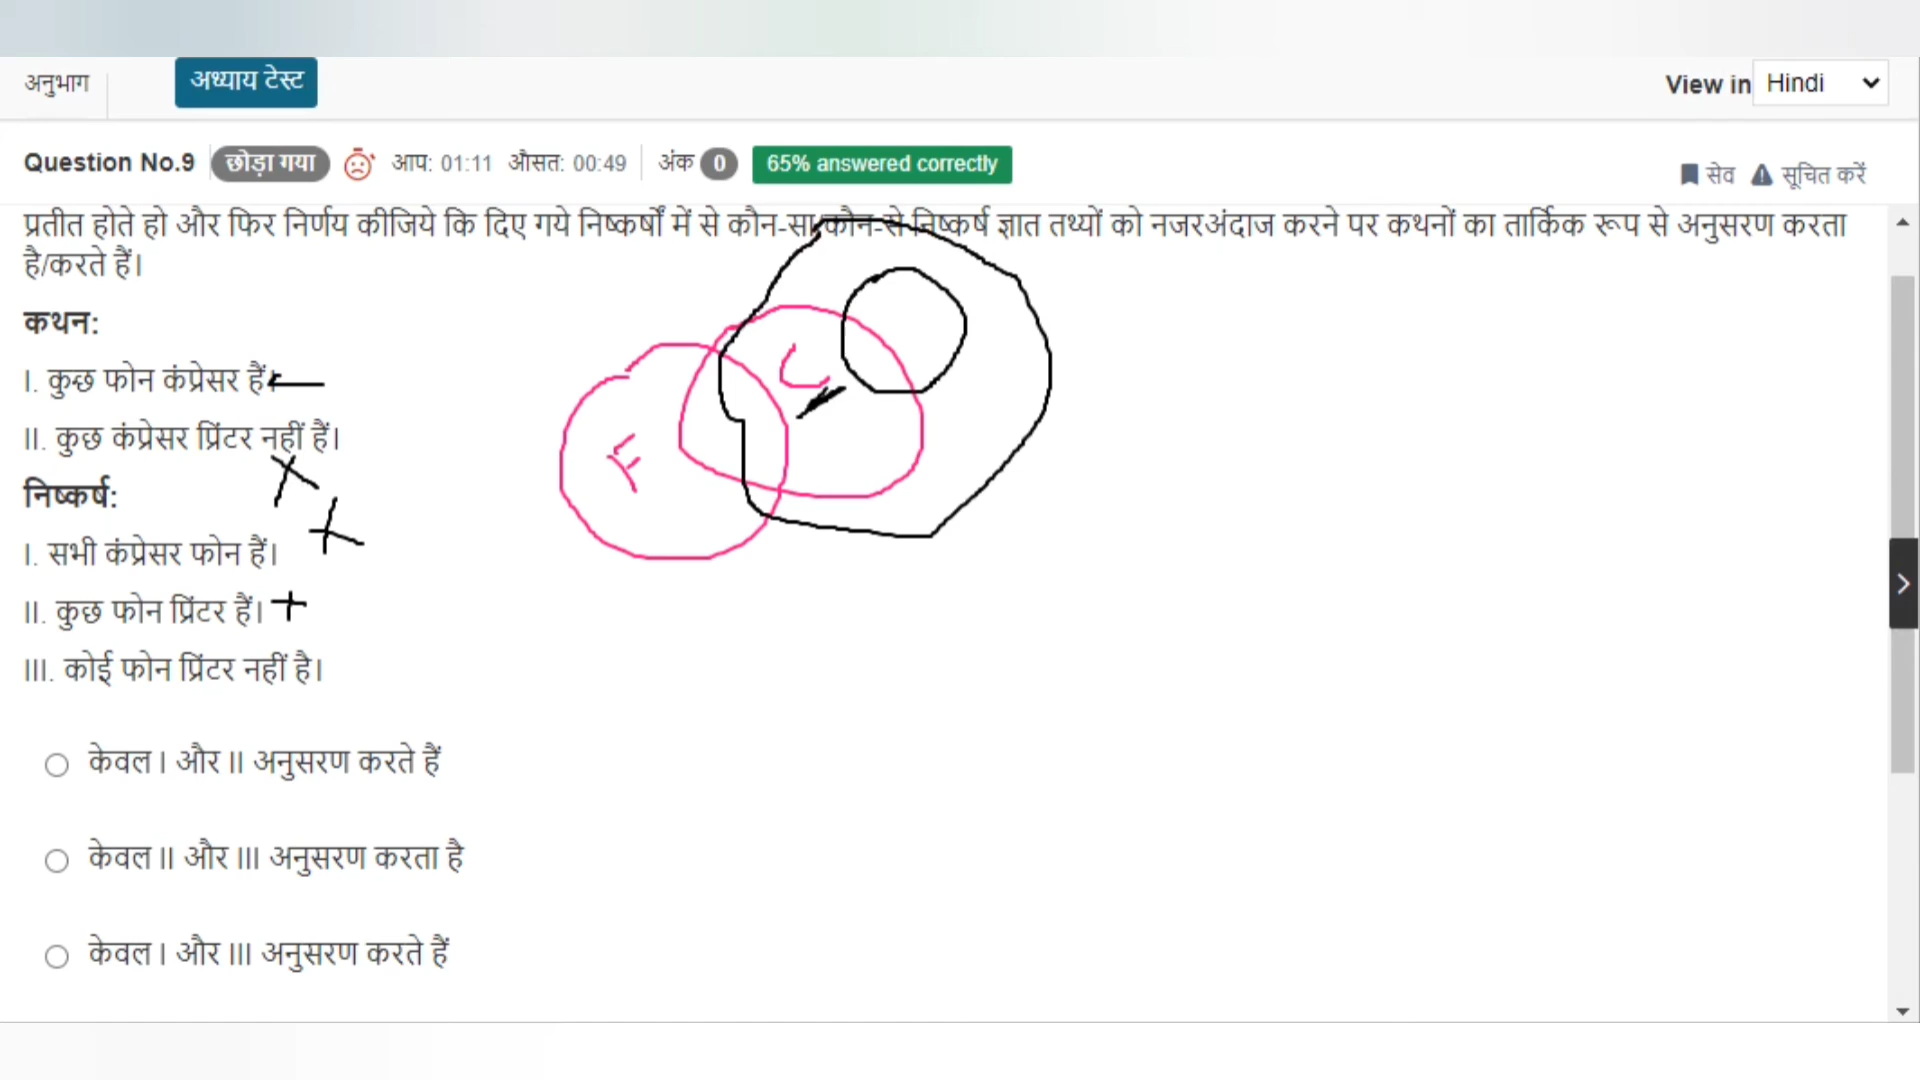 अनुभाग
अध्याय टेस्ट
View in Hindi
Question No.9 छोड़ा गया आप: 01:11 औसत: 00:49 अंक 0 65% answered correctly
सेव सूचित करें
प्रतीत होते हो और फिर निर्णय कीजिये कि दिए गये निष्कर्षों में से कौन-सा/कौन-से निष्कर्ष ज्ञात तथ्यों को नजरअंदाज करने पर कथनों का तार्किक रूप से अनुसरण करता
है/करते हैं।
कथन:
I. कुछ फोन कंप्रेसर हैं।
II. कुछ कंप्रेसर प्रिंटर नहीं हैं।
निष्कर्ष:
I. सभी कंप्रेसर फोन हैं।
II. कुछ फोन प्रिंटर हैं।
III. कोई फोन प्रिंटर नहीं है।
C
F
केवल I और II अनुसरण करते हैं
केवल II और III अनुसरण करता है
केवल I और III अनुसरण करते हैं